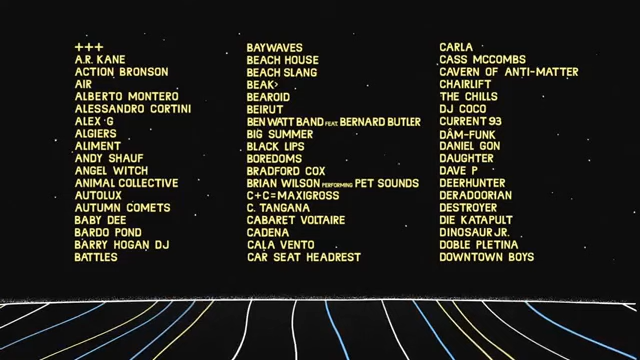 +++
A.R. KANE
ACTION BRONSON
AIR
ALBERTO MONTERO
ALESSANDRO CORTINI
ALEX G
ALGIERS
ALIMENT
ANDY SHAUF
ANGEL WITCH
ANIMAL COLLECTIVE
AUTOLUX
AUTUMN COMETS
BABY DEE
BARDO POND
BARRY HOGAN DJ
BATTLES
BAYWAVES
BEACH HOUSE
BEACH SLANG
BEAK>
BEAROID
BEIRUT
BEN WATT BAND FEAT. BERNARD BUTLER
BIG SUMMER
BLACK LIPS
BOREDOMS
BRADFORD COX
BRIAN WILSON PERFORMING PET SOUNDS
C+C=MAXIGROSS
C. TANGANA
CABARET VOLTAIRE
CADENA
CALA VENTO
CAR SEAT HEADREST
CARLA
CASS MCCOMBS
CAVERN OF ANTI-MATTER
CHAIRLIFT
THE CHILLS
DJ COCO
CURRENT 93
DÂM-FUNK
DANIEL GON
DAUGHTER
DAVE P
DEERHUNTER
DERADOORIAN
DESTROYER
DIE KATAPULT
DINOSAUR JR.
DOBLE PLETINA
DOWNTOWN BOYS